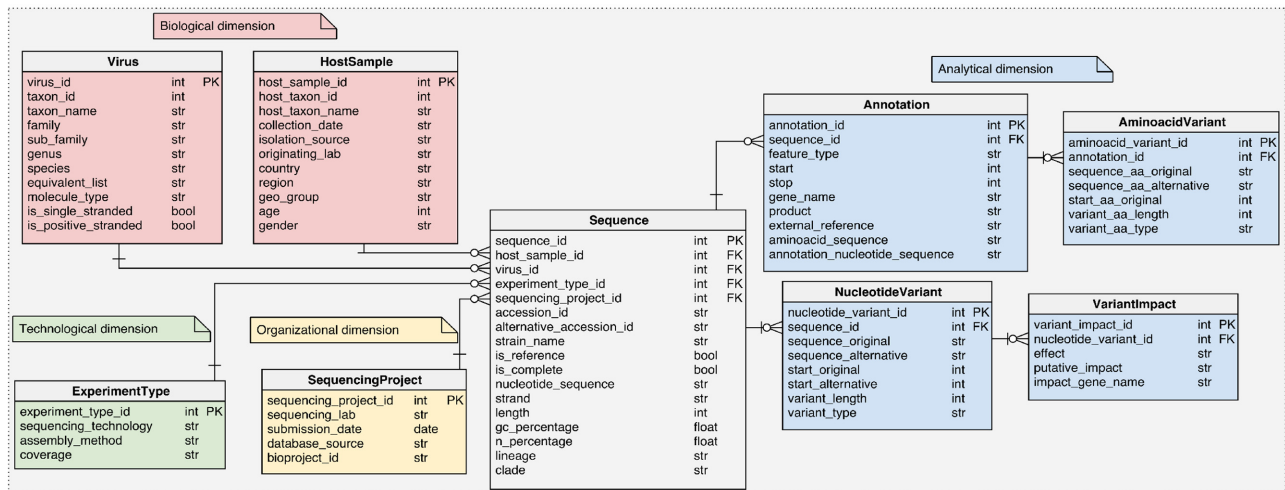 Biological dimension
Virus
virus_id int PK
taxon_id int
taxon_name str
family str
sub_family str
genus str
species str
equivalent_list str
molecule_type str
is_single_stranded bool
is_positive_stranded bool
HostSample
host_sample_id int PK
host_taxon_id int
host_taxon_name str
collection_date str
isolation_source str
originating_lab str
country str
region str
geo_group str
age int
gender str
Analytical dimension
Annotation
annotation_id int PK
sequence_id int FK
feature_type str
start int
stop int
gene_name str
product str
external_reference str
aminoacid_sequence str
annotation_nucleotide_sequence str
AminoacidVariant
aminoacid_variant_id int PK
annotation_id int FK
sequence_aa_original str
sequence_aa_alternative str
start_aa_original int
variant_aa_length int
variant_aa_type str
Sequence
sequence_id int PK
host_sample_id int FK
virus_id int FK
experiment_type_id int FK
sequencing_project_id int FK
accession_id str
alternative_accession_id str
strain_name str
is_reference bool
is_complete bool
nucleotide_sequence str
strand str
length int
gc_percentage float
n_percentage float
lineage str
clade str
NucleotideVariant
nucleotide_variant_id int PK
sequence_id int FK
sequence_original str
sequence_alternative str
start_original int
start_alternative int
variant_length int
variant_type str
VariantImpact
variant_impact_id int PK
nucleotide_variant_id int FK
effect str
putative_impact str
impact_gene_name str
Technological dimension
ExperimentType
experiment_type_id int PK
sequencing_technology str
assembly_method str
coverage str
Organizational dimension
SequencingProject
sequencing_project_id int PK
sequencing_lab str
submission_date date
database_source str
bioproject_id str